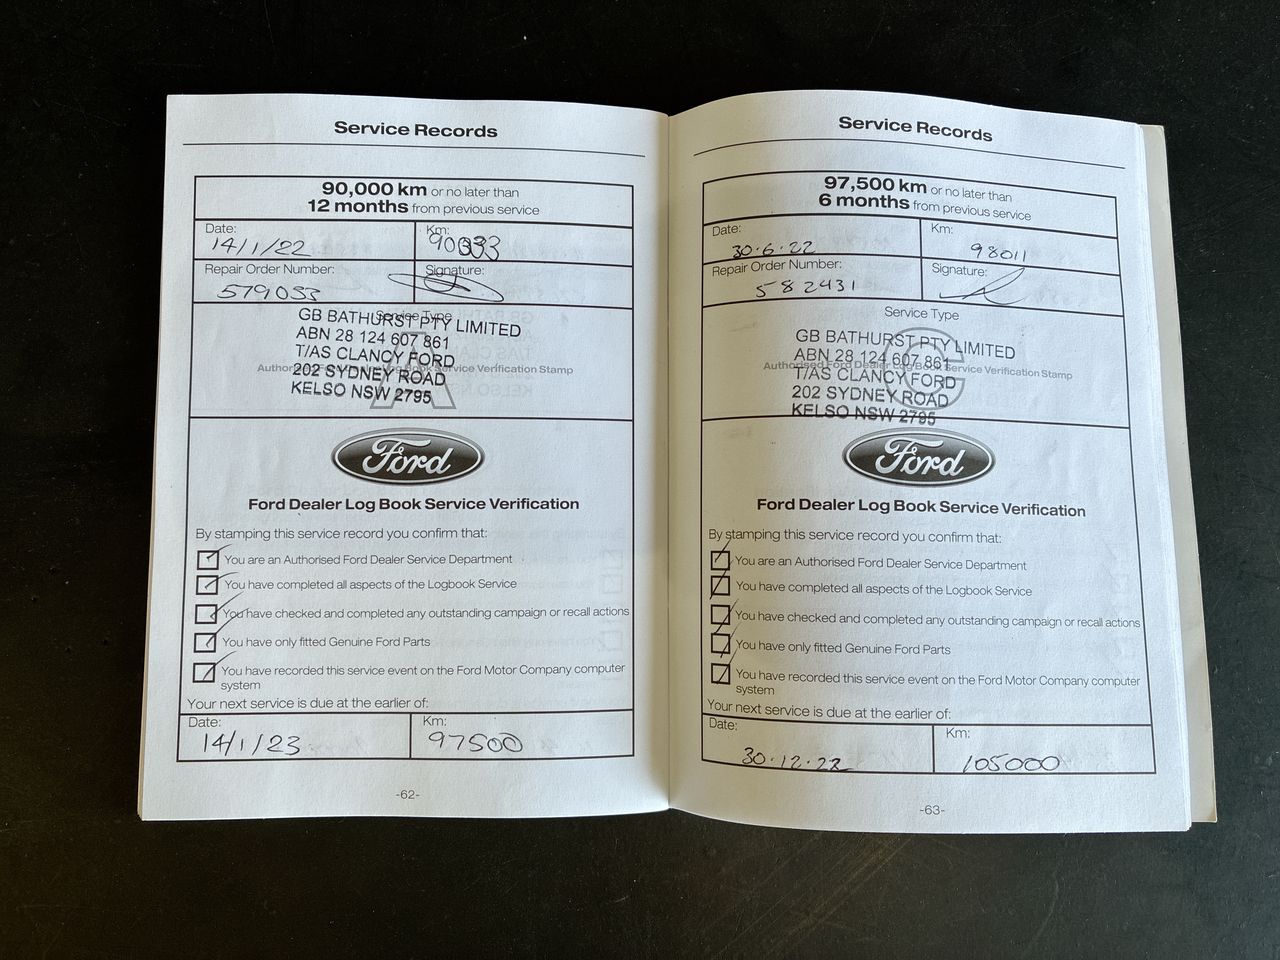 Service Records
90,000 km or no later than
12 months from previous service
Date:
14/1/22
Km:
90033
Repair Order Number:
579033
Signature:
Service Type
GB BATHURST PTY LIMITED
ABN 28 124 607 861
T/AS CLANCY FORD
Authorised Ford Dealer Log Book Service Verification Stamp
202 SYDNEY ROAD
KELSO NSW 2795
A
Ford
Ford Dealer Log Book Service Verification
By stamping this service record you confirm that:
You are an Authorised Ford Dealer Service Department
You have completed all aspects of the Logbook Service
You have checked and completed any outstanding campaign or recall actions
You have only fitted Genuine Ford Parts
You have recorded this service event on the Ford Motor Company computer
system
Your next service is due at the earlier of:
Date:
14/1/23
Km:
97500
-62-
Service Records
97,500 km or no later than
6 months from previous service
Date:
30.6.22
Km:
98011
Repair Order Number:
582431
Signature:
Service Type
GB BATHURST PTY LIMITED
ABN 28 124 607 861
Authorised Ford Dealer Log Book Service Verification Stamp
T/AS CLANCY FORD
202 SYDNEY ROAD
KELSO NSW 2795
C
Ford
Ford Dealer Log Book Service Verification
By stamping this service record you confirm that:
You are an Authorised Ford Dealer Service Department
You have completed all aspects of the Logbook Service
You have checked and completed any outstanding campaign or recall actions
You have only fitted Genuine Ford Parts
You have recorded this service event on the Ford Motor Company computer
system
Your next service is due at the earlier of:
Date:
30.12.22
Km:
105000
-63-